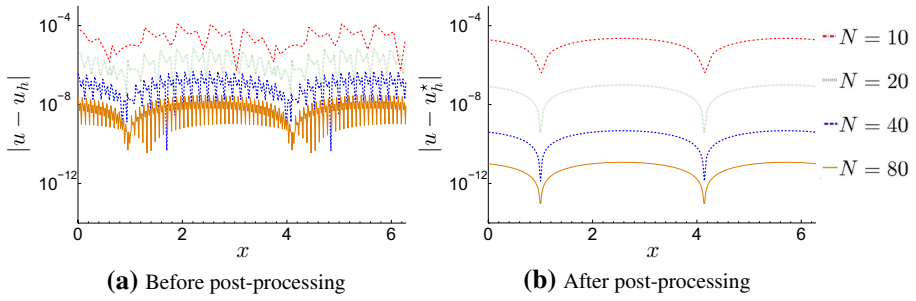 10⁻⁴
10⁻⁸
10⁻¹²
|u − u_h|
0 2 4 6
x
(a) Before post-processing
10⁻⁴
10⁻⁸
10⁻¹²
|u − u_h^⋆|
0 2 4 6
x
(b) After post-processing
N = 10
N = 20
N = 40
N = 80